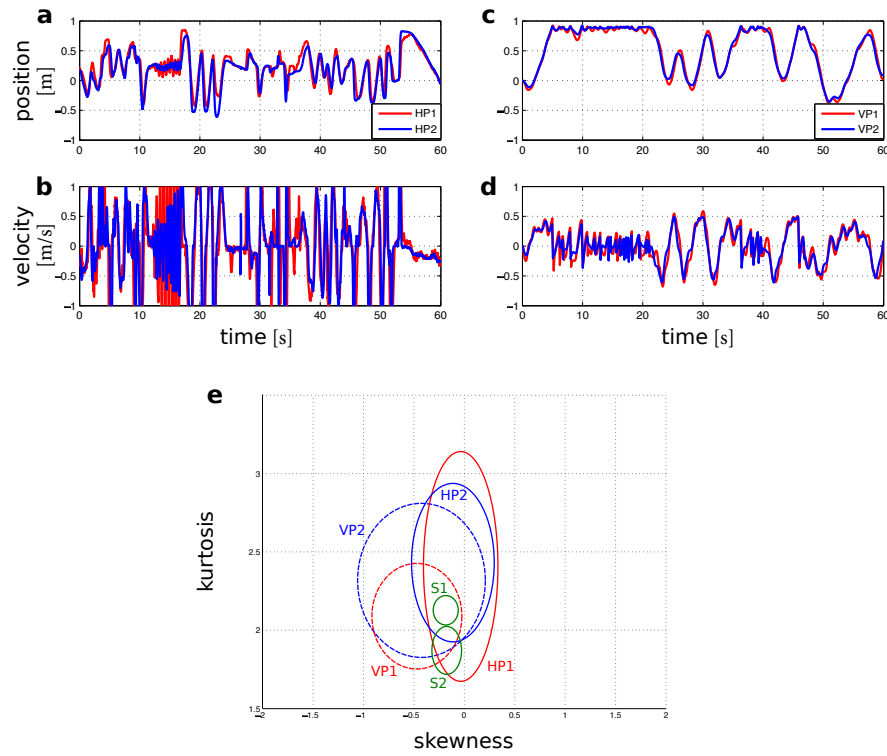 a
position
[m]
1
0.5
0
−0.5
−1
0 10 20 30 40 50 60
HP1
HP2
c
1
0.5
0
−0.5
−1
0 10 20 30 40 50 60
VP1
VP2
b
velocity
[m/s]
1
0.5
0
−0.5
−1
0 10 20 30 40 50 60
time [s]
d
1
0.5
0
−0.5
−1
0 10 20 30 40 50 60
time [s]
e
kurtosis
3
2.5
2
1.5
−2 −1.5 −1 −0.5 0 0.5 1 1.5 2
skewness
HP2
VP2
S1
VP1
S2
HP1